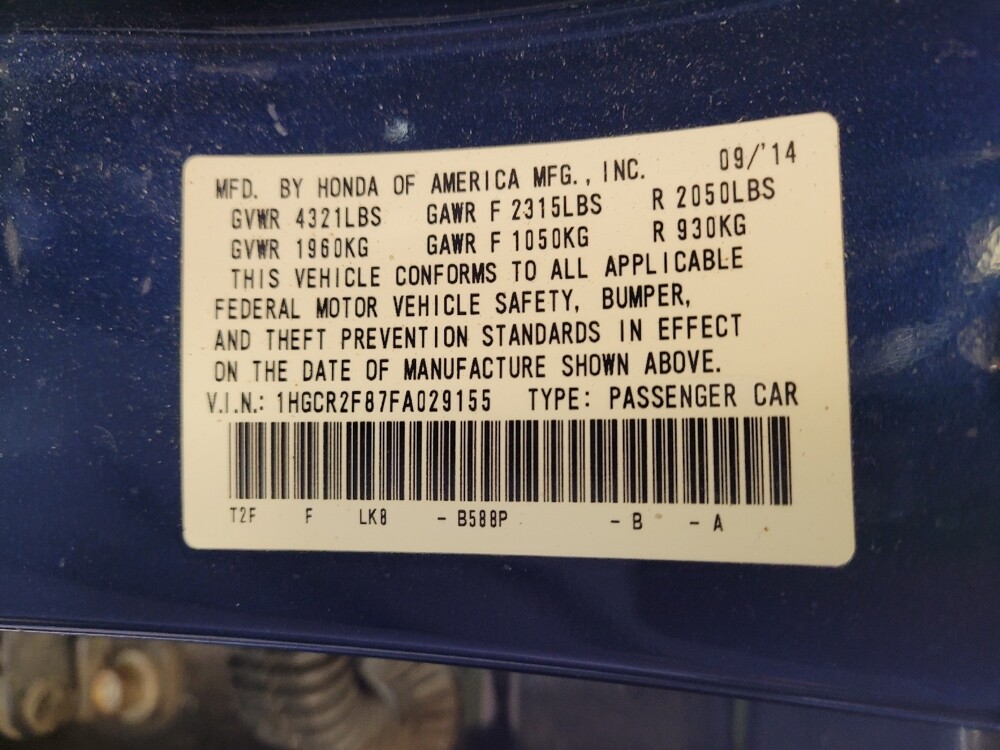 MFD. BY HONDA OF AMERICA MFG., INC. 09/'14
GVWR 4321LBS GAWR F 2315LBS R 2050LBS
GVWR 1960KG GAWR F 1050KG R 930KG
THIS VEHICLE CONFORMS TO ALL APPLICABLE
FEDERAL MOTOR VEHICLE SAFETY, BUMPER,
AND THEFT PREVENTION STANDARDS IN EFFECT
ON THE DATE OF MANUFACTURE SHOWN ABOVE.
V.I.N.: 1HGCR2F87FA029155 TYPE: PASSENGER CAR
T2F F LK8 - B588P - B - A